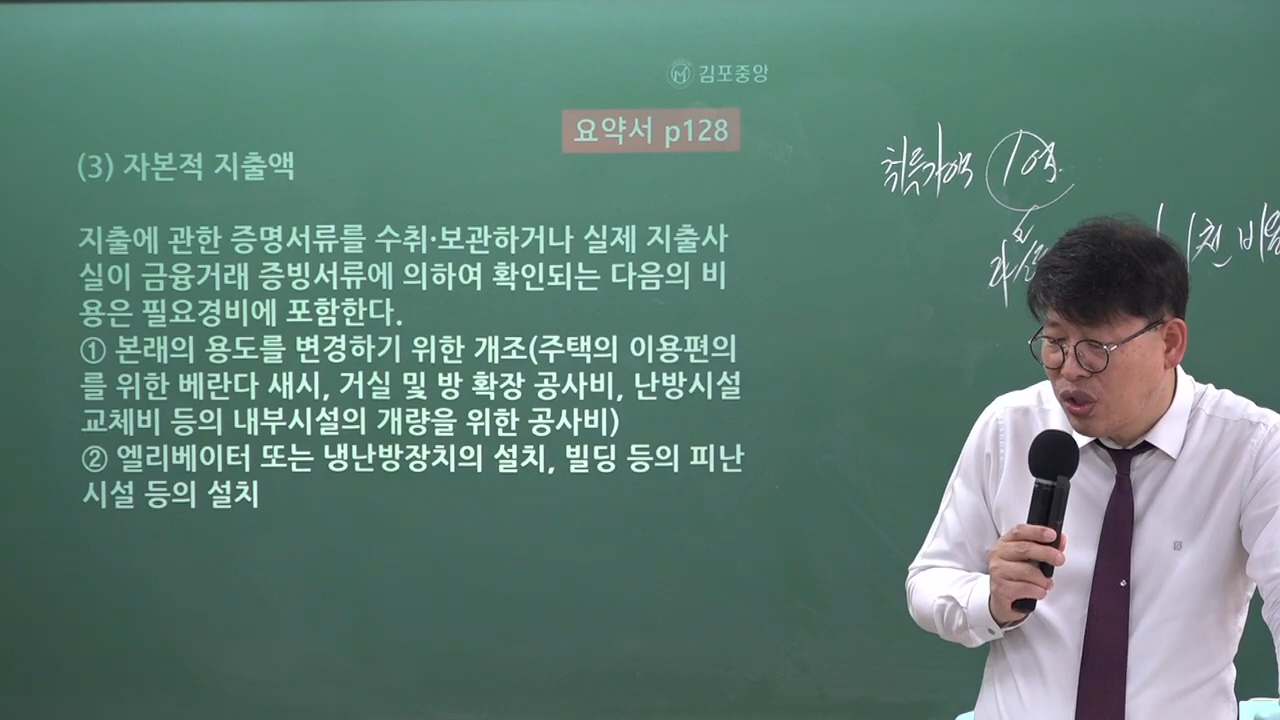 김포중앙
요약서 p128
(3) 자본적 지출액
지출에 관한 증명서류를 수취·보관하거나 실제 지출사
실이 금융거래 증빙서류에 의하여 확인되는 다음의 비
용은 필요경비에 포함한다.
① 본래의 용도를 변경하기 위한 개조(주택의 이용편의
를 위한 베란다 새시, 거실 및 방 확장 공사비, 난방시설
교체비 등의 내부시설의 개량을 위한 공사비)
② 엘리베이터 또는 냉난방장치의 설치, 빌딩 등의 피난
시설 등의 설치
취득가액 1억
1천 비용